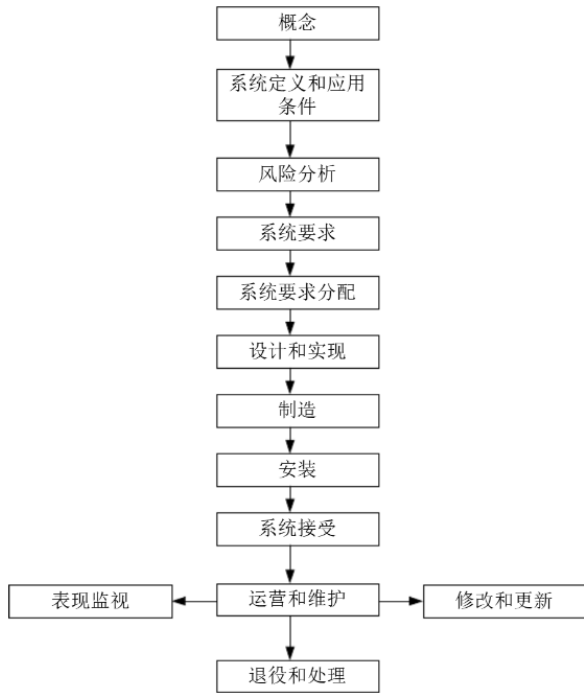 概念
系统定义和应用
条件
风险分析
系统要求
系统要求分配
设计和实现
制造
安装
系统接受
表现监视
运营和维护
修改和更新
退役和处理